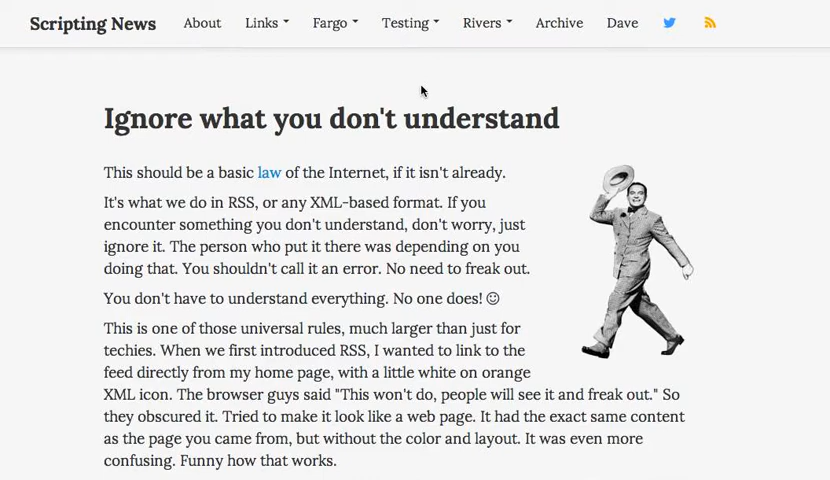 Scripting News About Links Fargo Testing Rivers Archive Dave
Ignore what you don't understand
This should be a basic law of the Internet, if it isn't already.
It's what we do in RSS, or any XML-based format. If you
encounter something you don't understand, don't worry, just
ignore it. The person who put it there was depending on you
doing that. You shouldn't call it an error. No need to freak out.
You don't have to understand everything. No one does! ☺
This is one of those universal rules, much larger than just for
techies. When we first introduced RSS, I wanted to link to the
feed directly from my home page, with a little white on orange
XML icon. The browser guys said "This won't do, people will see it and freak out." So
they obscured it. Tried to make it look like a web page. It had the exact same content
as the page you came from, but without the color and layout. It was even more
confusing. Funny how that works.